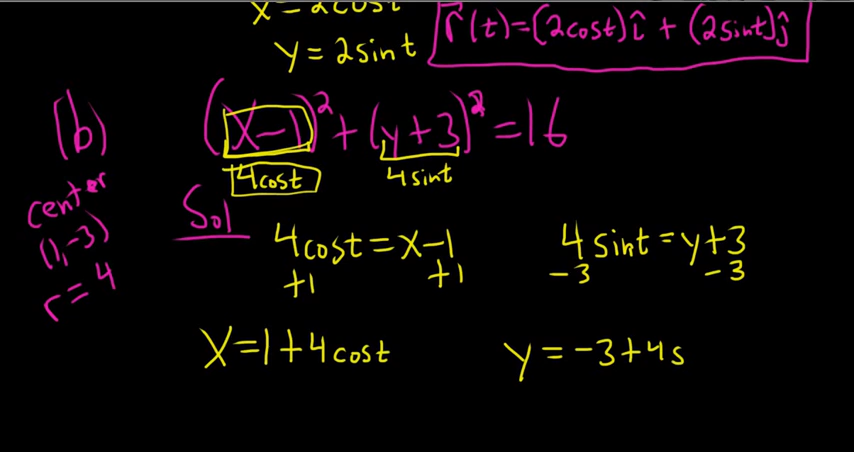 x = 2cost
y = 2sint
r⃗(t)=(2cost)î + (2sint)ĵ
(b) (x-1)² + (y+3)² = 16
4cost 4sint
center
(1,-3)
r = 4
Sol
4cost = x-1 4sint = y+3
+1 +1 -3 -3
x = 1+4cost y = -3+4s